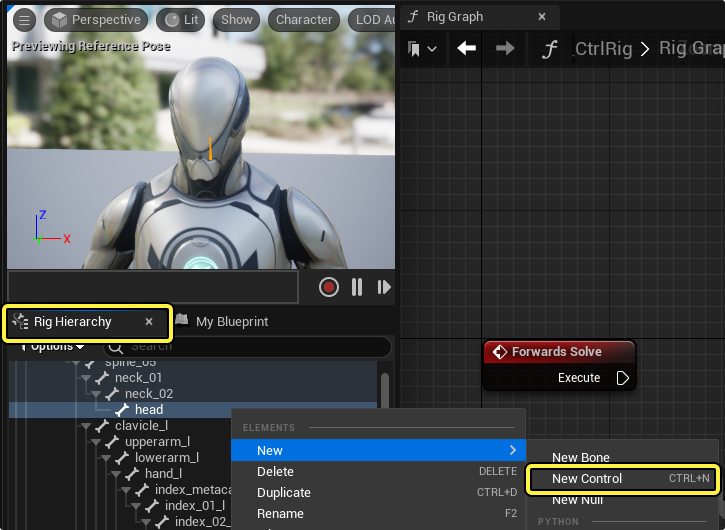 Perspective
Lit
Show
Character
LOD Au
Previewing Reference Pose
Z
X
Rig Graph
_CtrlRig > Rig Grap
Forwards Solve
Execute
Rig Hierarchy
My Blueprint
Options
Search
spine_05
neck_01
neck_02
head
clavicle_l
upperarm_l
lowerarm_l
hand_l
index_metaca
index_01_l
index_02_
ELEMENTS
New
Delete DELETE
Duplicate CTRL+D
Rename F2
New Bone
New Control CTRL+N
New Null
PYTHON